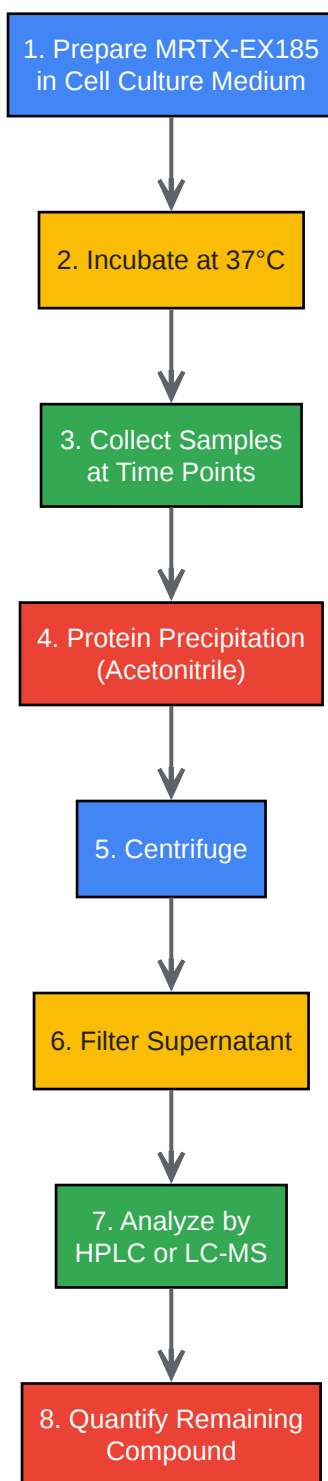 1. Prepare MRTX-EX185
in Cell Culture Medium
2. Incubate at 37°C
3. Collect Samples
at Time Points
4. Protein Precipitation
(Acetonitrile)
5. Centrifuge
6. Filter Supernatant
7. Analyze by
HPLC or LC-MS
8. Quantify Remaining
Compound